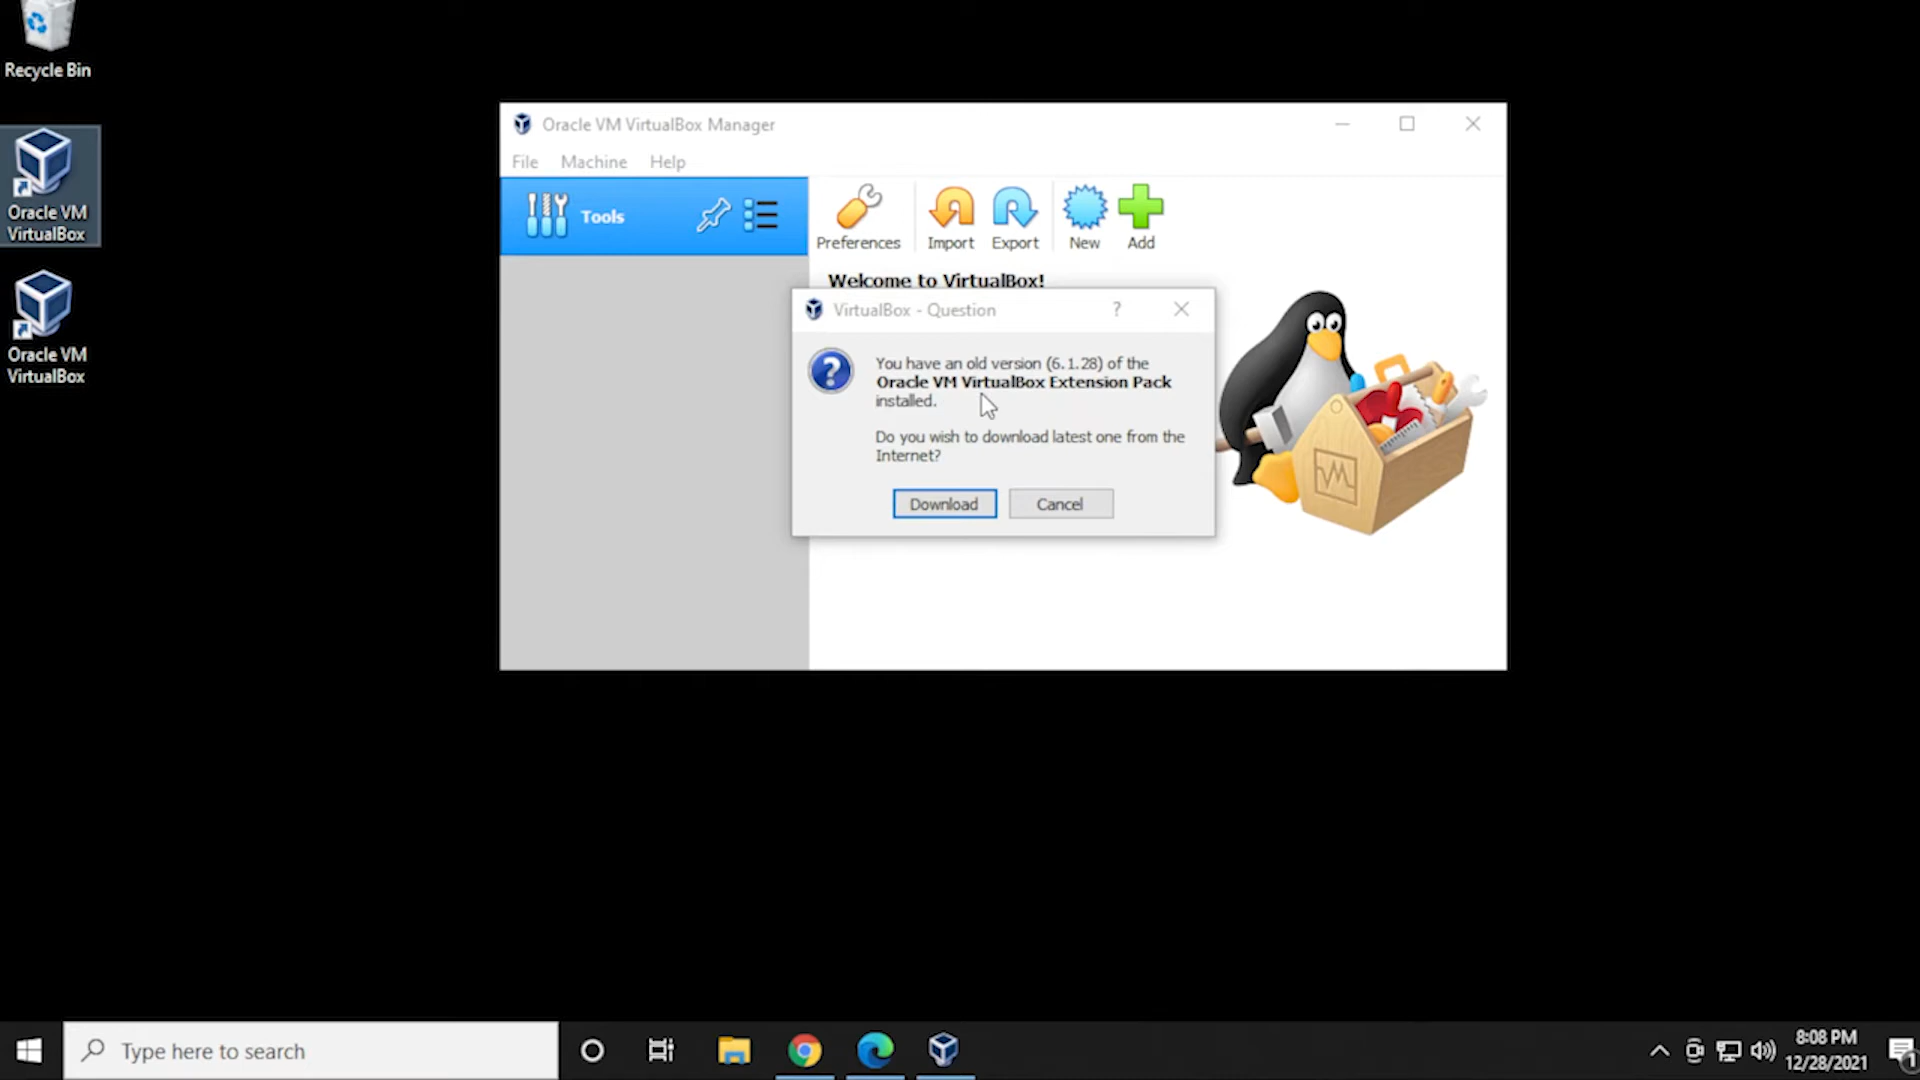 Recycle Bin
Oracle VM
VirtualBox
Oracle VM
VirtualBox
Oracle VM VirtualBox Manager
File Machine Help
Tools
Preferences Import Export New Add
Welcome to VirtualBox!
VirtualBox - Question
?
You have an old version (6.1.28) of the
Oracle VM VirtualBox Extension Pack
installed.
Do you wish to download latest one from the
Internet?
Download Cancel
Type here to search
8:08 PM
12/28/2021
1